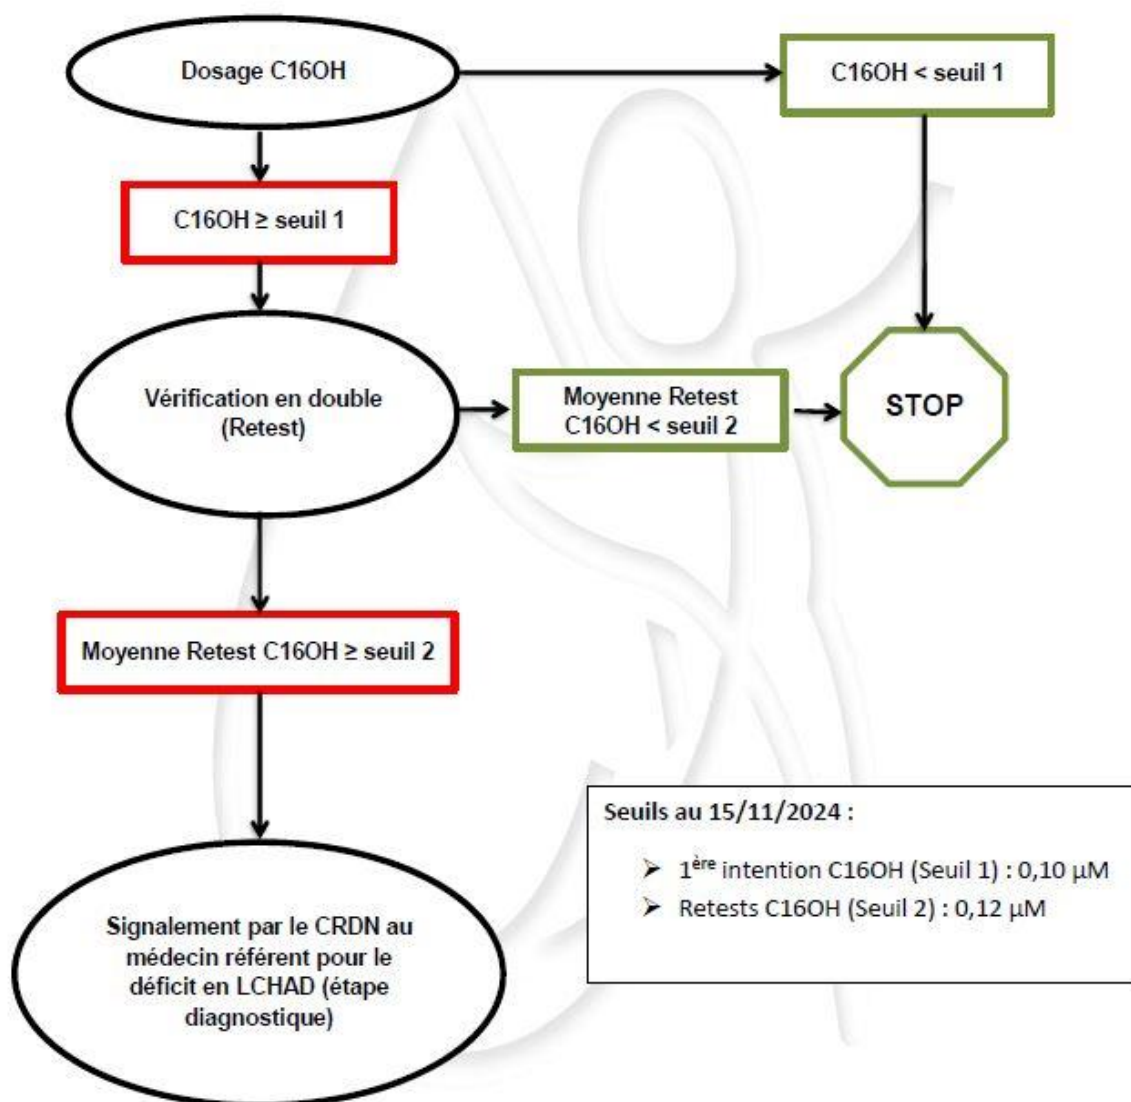 Dosage C16OH
C16OH < seuil 1
C16OH ≥ seuil 1
Vérification en double
(Retest)
Moyenne Retest
C16OH < seuil 2
STOP
Moyenne Retest C16OH ≥ seuil 2
Signalement par le CRDN au
médecin référent pour le
déficit en LCHAD (étape
diagnostique)
Seuils au 15/11/2024 :
➤ 1ère intention C16OH (Seuil 1) : 0,10 µM
➤ Retests C16OH (Seuil 2) : 0,12 µM